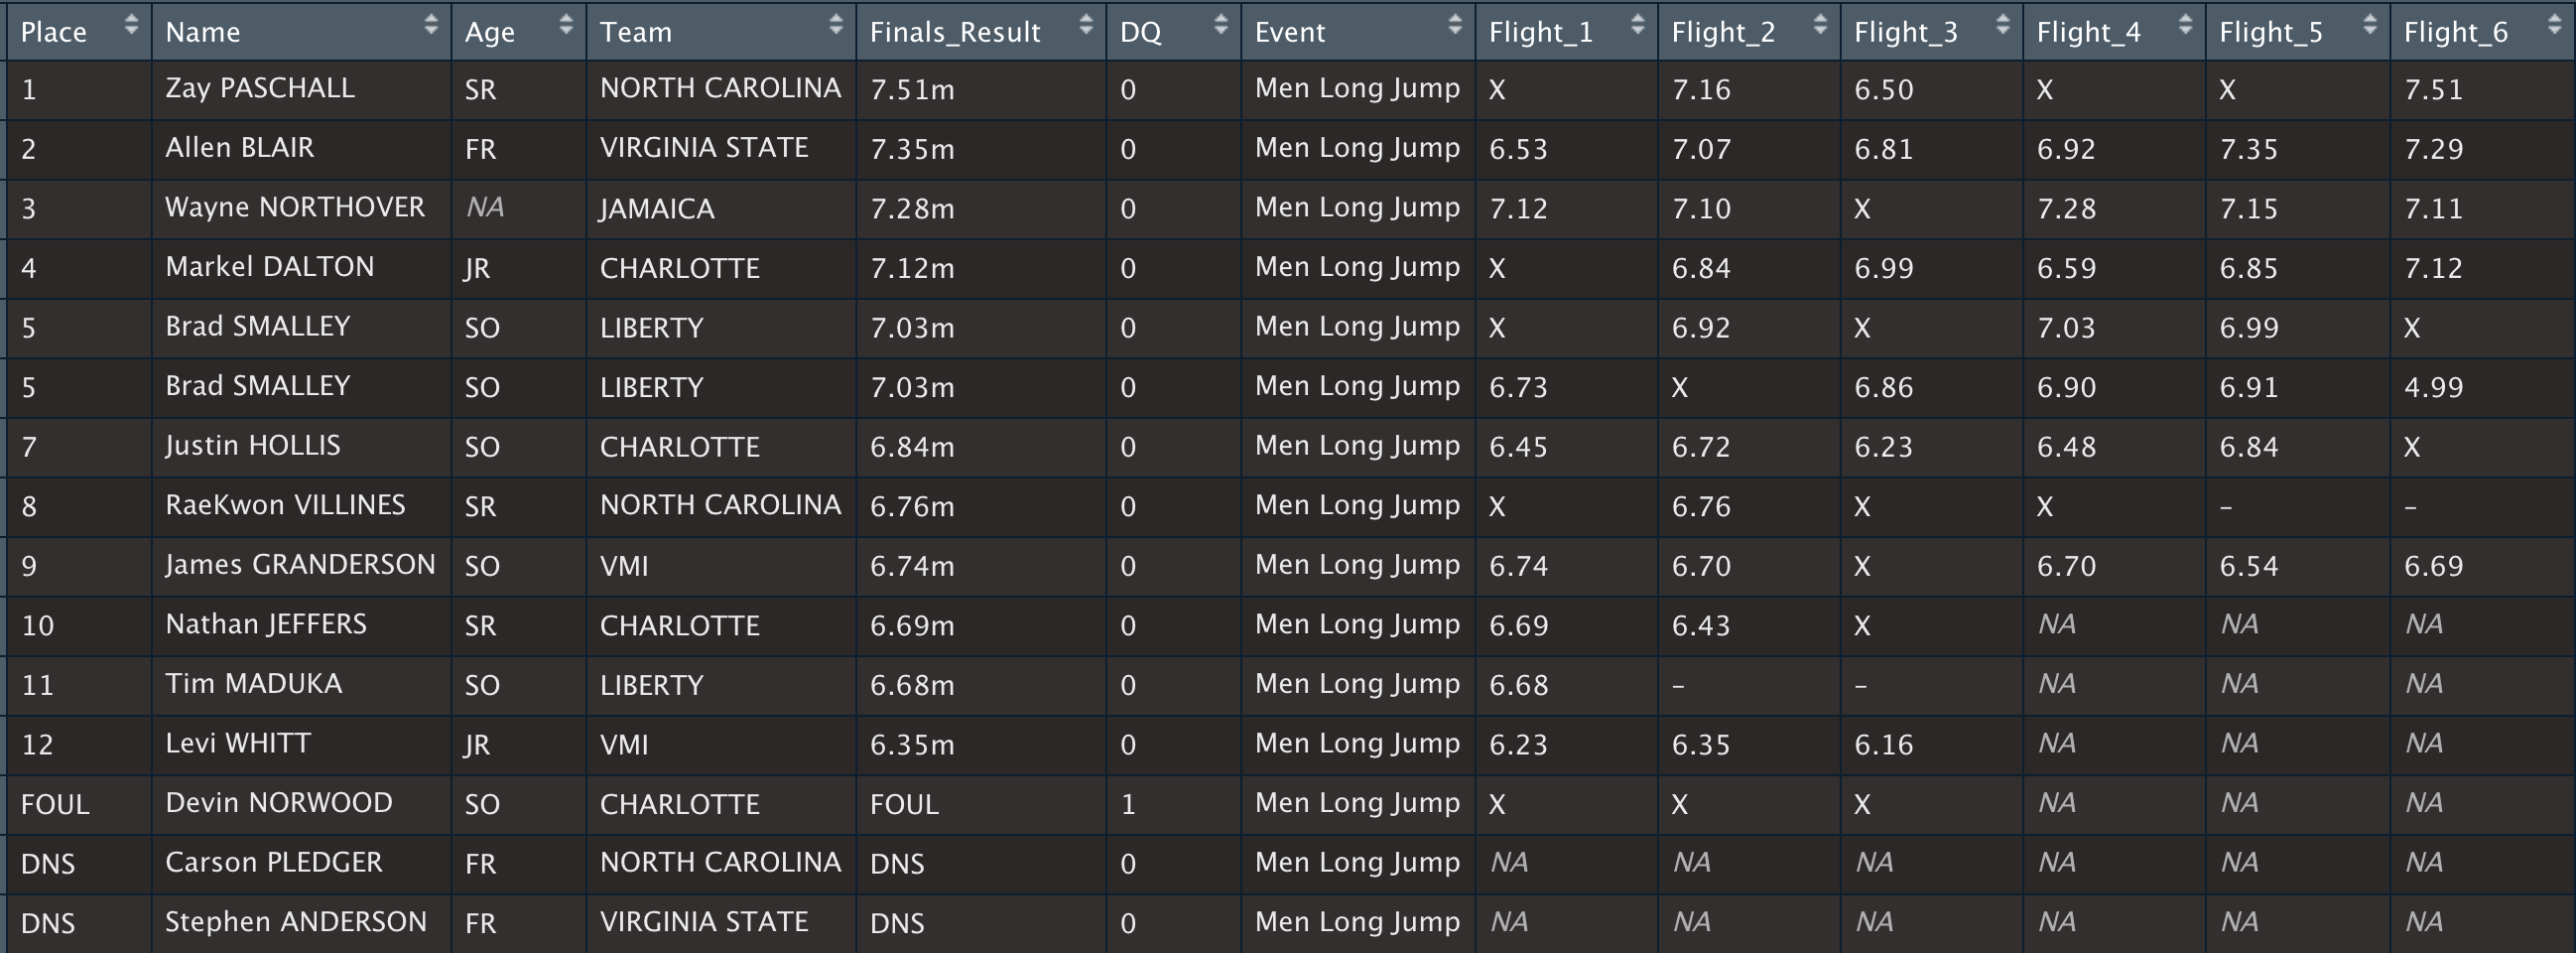 Place Name Age Team Finals_Result DQ Event Flight_1 Flight_2 Flight_3 Flight_4 Flight_5 Flight_6
1 Zay PASCHALL SR NORTH CAROLINA 7.51m 0 Men Long Jump X 7.16 6.50 X X 7.51
2 Allen BLAIR FR VIRGINIA STATE 7.35m 0 Men Long Jump 6.53 7.07 6.81 6.92 7.35 7.29
3 Wayne NORTHOVER NA JAMAICA 7.28m 0 Men Long Jump 7.12 7.10 X 7.28 7.15 7.11
4 Markel DALTON JR CHARLOTTE 7.12m 0 Men Long Jump X 6.84 6.99 6.59 6.85 7.12
5 Brad SMALLEY SO LIBERTY 7.03m 0 Men Long Jump X 6.92 X 7.03 6.99 X
5 Brad SMALLEY SO LIBERTY 7.03m 0 Men Long Jump 6.73 X 6.86 6.90 6.91 4.99
7 Justin HOLLIS SO CHARLOTTE 6.84m 0 Men Long Jump 6.45 6.72 6.23 6.48 6.84 X
8 RaeKwon VILLINES SR NORTH CAROLINA 6.76m 0 Men Long Jump X 6.76 X X – –
9 James GRANDERSON SO VMI 6.74m 0 Men Long Jump 6.74 6.70 X 6.70 6.54 6.69
10 Nathan JEFFERS SR CHARLOTTE 6.69m 0 Men Long Jump 6.69 6.43 X NA NA NA
11 Tim MADUKA SO LIBERTY 6.68m 0 Men Long Jump 6.68 – – NA NA NA
12 Levi WHITT JR VMI 6.35m 0 Men Long Jump 6.23 6.35 6.16 NA NA NA
FOUL Devin NORWOOD SO CHARLOTTE FOUL 1 Men Long Jump X X X NA NA NA
DNS Carson PLEDGER FR NORTH CAROLINA DNS 0 Men Long Jump NA NA NA NA NA NA
DNS Stephen ANDERSON FR VIRGINIA STATE DNS 0 Men Long Jump NA NA NA NA NA NA